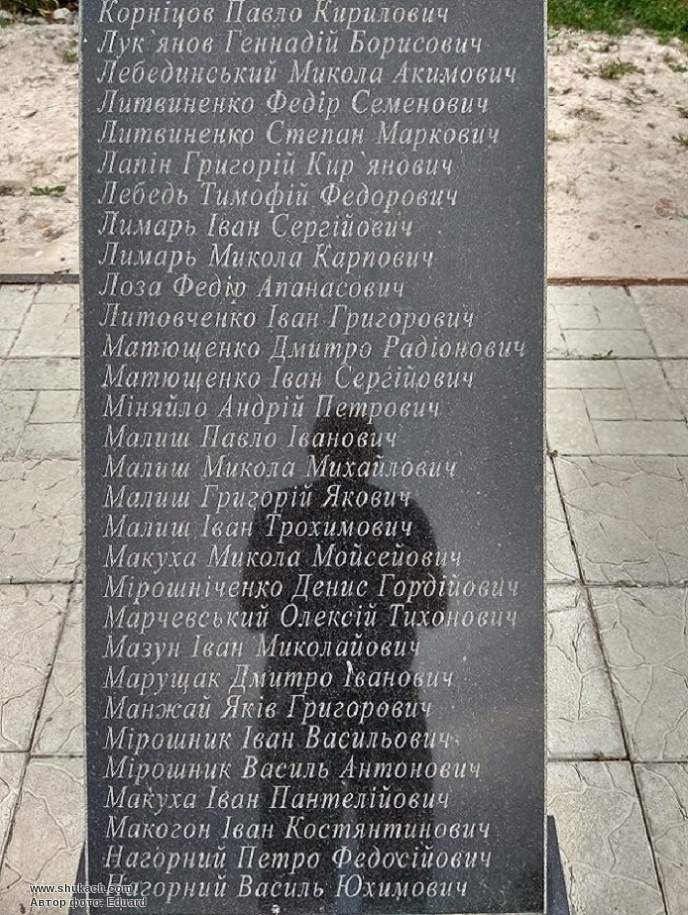 Корніцов Павло Кирилович
Лук`янов Геннадій Борисович
Лебединський Микола Акимович
Литвиненко Федір Семенович
Литвиненко Степан Маркович
Лапін Григорій Кир`янович
Лебедь Тимофій Федорович
Лимарь Іван Сергійович
Лимарь Микола Карпович
Лоза Федір Апанасович
Литовченко Іван Григорович
Матющенко Дмитро Радіонович
Матющенко Іван Сергійович
Міняйло Андрій Петрович
Малиш Павло Іванович
Малиш Микола Михайлович
Малиш Григорій Якович
Малиш Іван Трохимович
Макуха Микола Мойсейович
Мірошніченко Денис Гордійович
Марчевський Олексій Тихонович
Мазун Іван Миколайович
Марущак Дмитро Іванович
Манжай Яків Григорович
Мірошник Іван Васильович
Мірошник Василь Антонович
Макуха Іван Пантелійович
Макогон Іван Костянтинович
Нагорний Петро Федосійович
Нагорний Василь Юхимович
www.shukach.com
Автор фото: Eduard